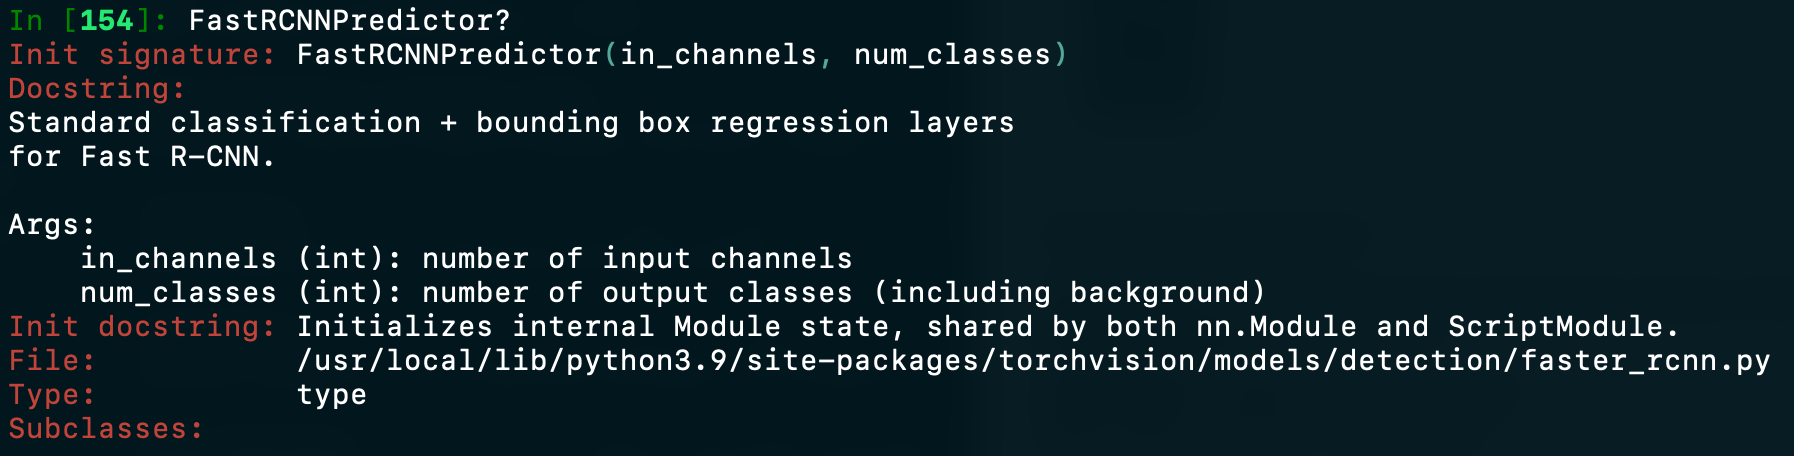 In [154]: FastRCNNPredictor?
Init signature: FastRCNNPredictor(in_channels, num_classes)
Docstring:
Standard classification + bounding box regression layers
for Fast R-CNN.

Args:
    in_channels (int): number of input channels
    num_classes (int): number of output classes (including background)
Init docstring: Initializes internal Module state, shared by both nn.Module and ScriptModule.
File:           /usr/local/lib/python3.9/site-packages/torchvision/models/detection/faster_rcnn.py
Type:           type
Subclasses: